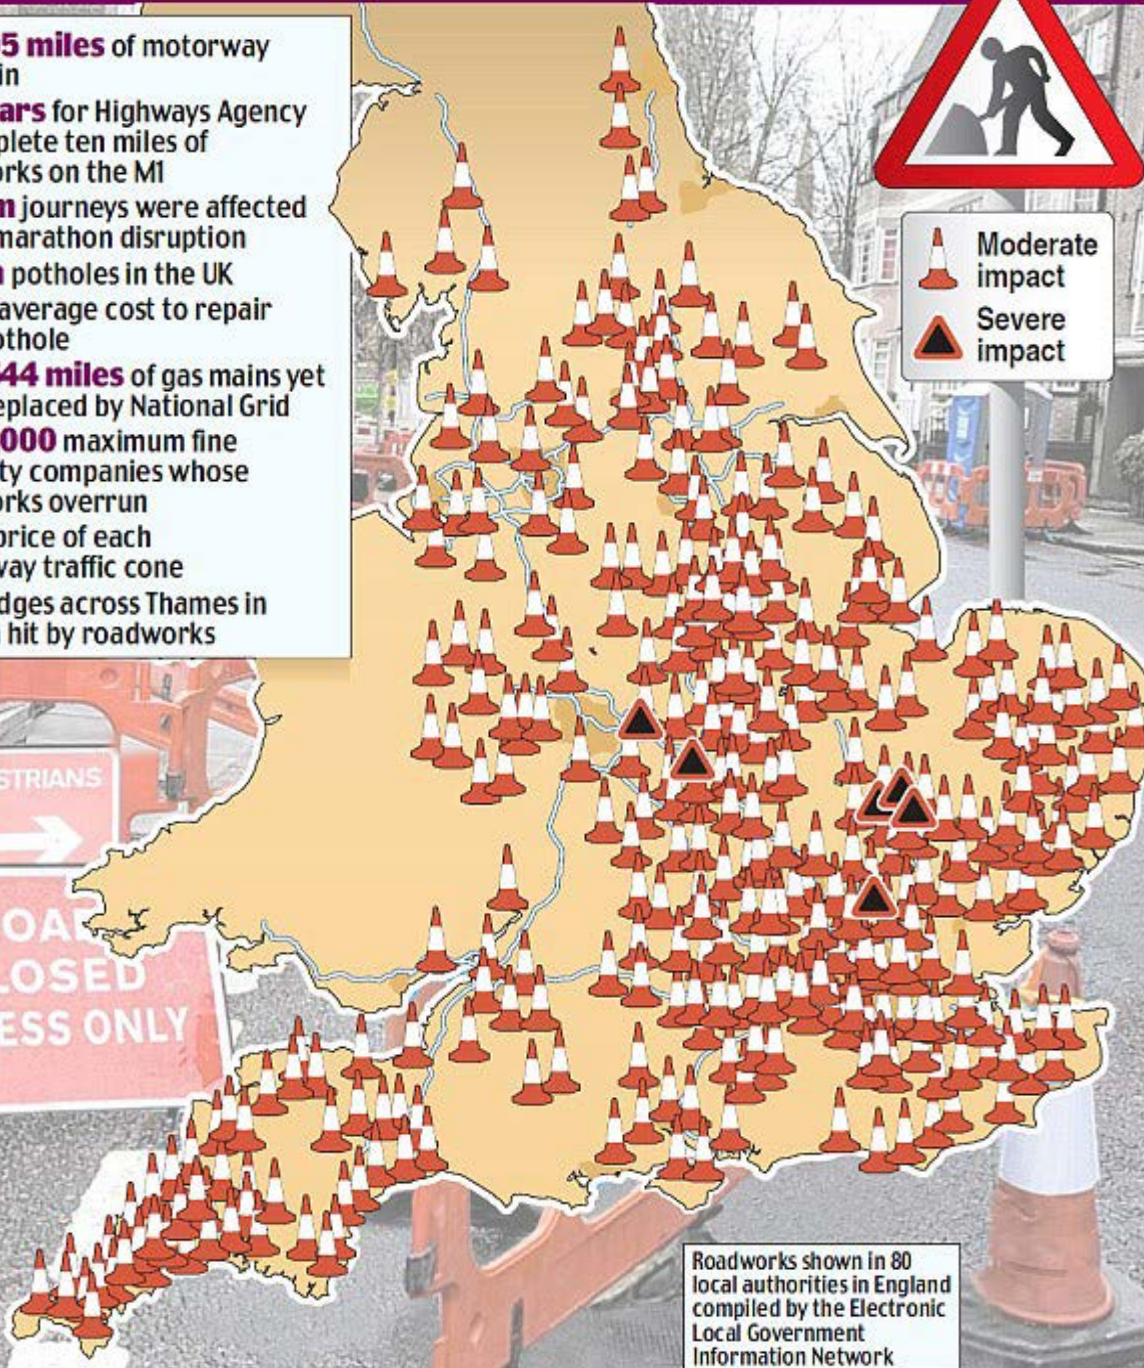 5 miles of motorway
in
ars for Highways Agency
plete ten miles of
orks on the M1
m journeys were affected
marathon disruption
potholes in the UK
average cost to repair
othole
44 miles of gas mains yet
eplaced by National Grid
000 maximum fine
ty companies whose
orks overrun
price of each
way traffic cone
dges across Thames in
hit by roadworks
Moderate
impact
Severe
impact
STRIANS
OA
LOSED
ESS ONLY
Roadworks shown in 80
local authorities in England
compiled by the Electronic
Local Government
Information Network